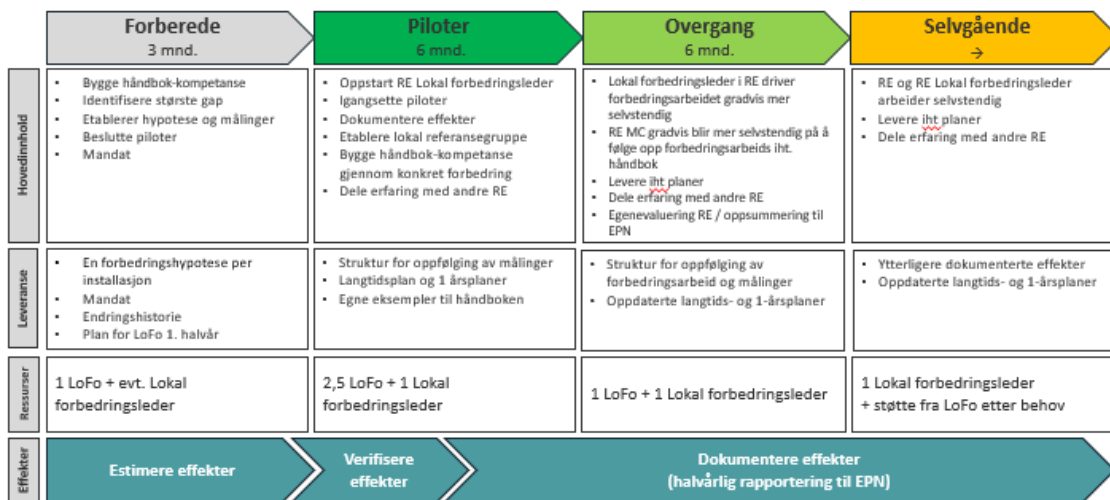 Forberede
3 mnd.
Piloter
6 mnd.
Overgang
6 mnd.
Selvgående
→
Hovedinnhold
▪ Bygge håndbok-kompetanse
▪ Identifisere største gap
▪ Etablerer hypotese og målinger
▪ Beslutte piloter
▪ Mandat
▪ Oppstart RE Lokal forbedringsleder
▪ Igangsette piloter
▪ Dokumentere effekter
▪ Etablere lokal referansegruppe
▪ Bygge håndbok-kompetanse
gjennom konkret forbedring
▪ Dele erfaring med andre RE
▪ Lokal forbedringsleder i RE driver
forbedringsarbeidet gradvis mer
selvstendig
▪ RE MC gradvis blir mer selvstendig på å
følge opp forbedringsarbeids iht.
håndbok
▪ Levere iht planer
▪ Dele erfaring med andre RE
▪ Egenevaluering RE / oppsummering til
EPN
▪ RE og RE Lokal forbedringsleder
arbeider selvstendig
▪ Levere iht planer
▪ Dele erfaring med andre RE
Leveranse
▪ En forbedringshypotese per
installasjon
▪ Mandat
▪ Endringshistorie
▪ Plan for LoFo 1. halvår
▪ Struktur for oppfølging av målinger
▪ Langtidsplan og 1 årsplaner
▪ Egne eksempler til håndboken
▪ Struktur for oppfølging av
forbedringsarbeid og målinger
▪ Oppdaterte langtids- og 1-årsplaner
▪ Ytterligere dokumenterte effekter
▪ Oppdaterte langtids- og 1-årsplaner
Ressurser
1 LoFo + evt. Lokal
forbedringsleder
2,5 LoFo + 1 Lokal
forbedringsleder
1 LoFo + 1 Lokal forbedringsleder
1 Lokal forbedringsleder
+ støtte fra LoFo etter behov
Effekter
Estimere effekter
Verifisere
effekter
Dokumentere effekter
(halvårlig rapportering til EPN)